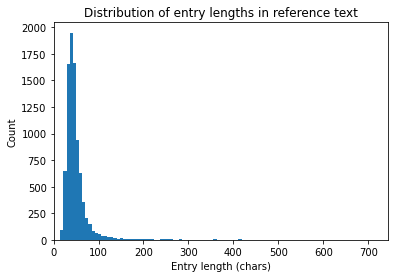 Distribution of entry lengths in reference text
2000
1750
1500
1250
1000
750
500
250
0
Count
0 100 200 300 400 500 600 700
Entry length (chars)